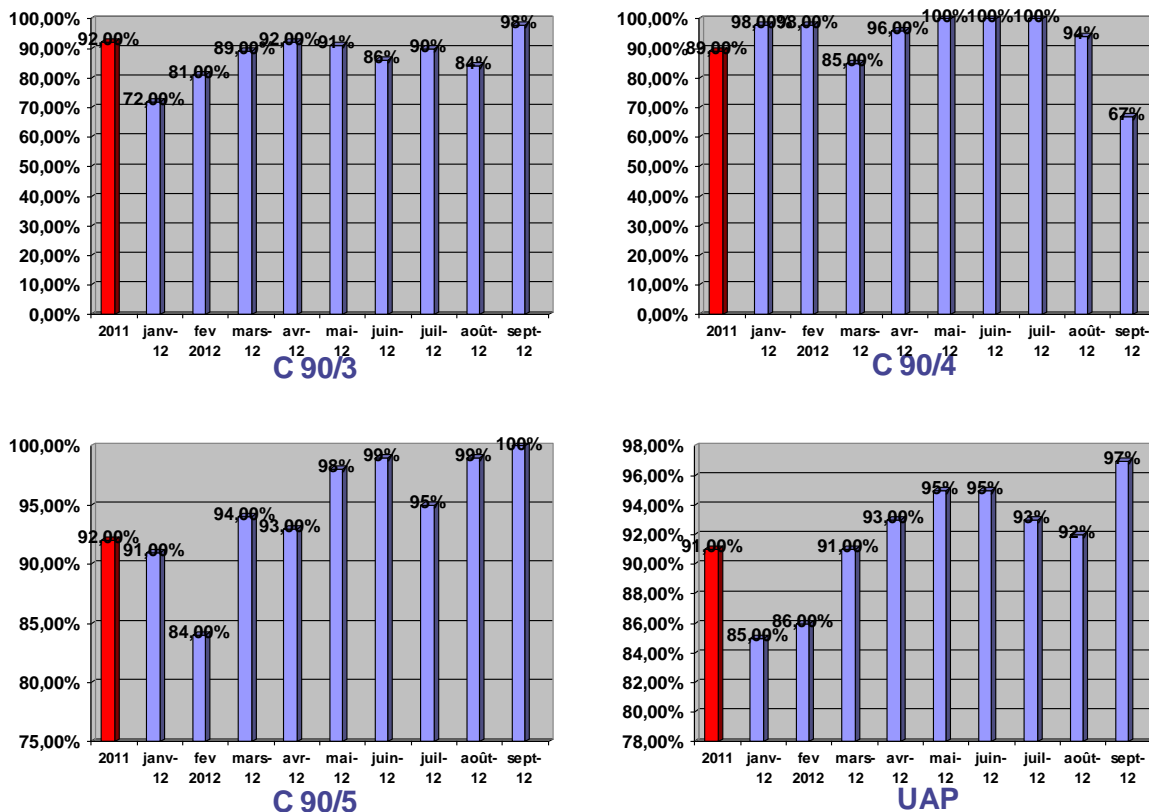 100,00%
90,00%
80,00%
70,00%
60,00%
50,00%
40,00%
30,00%
20,00%
10,00%
0,00%
92,00% 72,00% 81,00% 89,00% 92,00% 91% 86% 90% 84% 98%
2011 janv- fev mars- avr- mai- juin- juil- août- sept-
12 2012 12 12 12 12 12 12 12
C 90/3
100,00%
90,00%
80,00%
70,00%
60,00%
50,00%
40,00%
30,00%
20,00%
10,00%
0,00%
89,00% 98,00% 98,00% 85,00% 96,00% 100% 100% 100% 94% 67%
2011 janv- fev mars- avr- mai- juin- juil- août- sept-
12 2012 12 12 12 12 12 12 12
C 90/4
100,00%
95,00%
90,00%
85,00%
80,00%
75,00%
92,00% 91,00% 84,00% 94,00% 93,00% 98% 99% 95% 99% 100%
2011 janv- fev mars- avr- mai- juin- juil- août- sept-
12 2012 12 12 12 12 12 12 12
C 90/5
98,00%
96,00%
94,00%
92,00%
90,00%
88,00%
86,00%
84,00%
82,00%
80,00%
78,00%
91,00% 85,00% 86,00% 91,00% 93,00% 95% 95% 93% 92% 97%
2011 janv- fev mars- avr- mai- juin- juil- août- sept-
12 2012 12 12 12 12 12 12 12
UAP